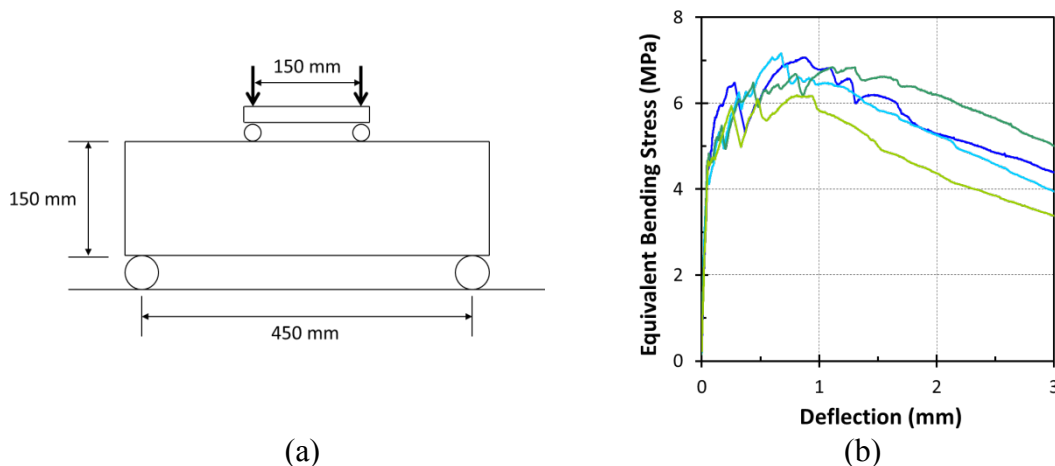 150 mm
150 mm
450 mm
(a)
Equivalent Bending Stress (MPa)
8
6
4
2
0
0
1
2
3
Deflection (mm)
(b)